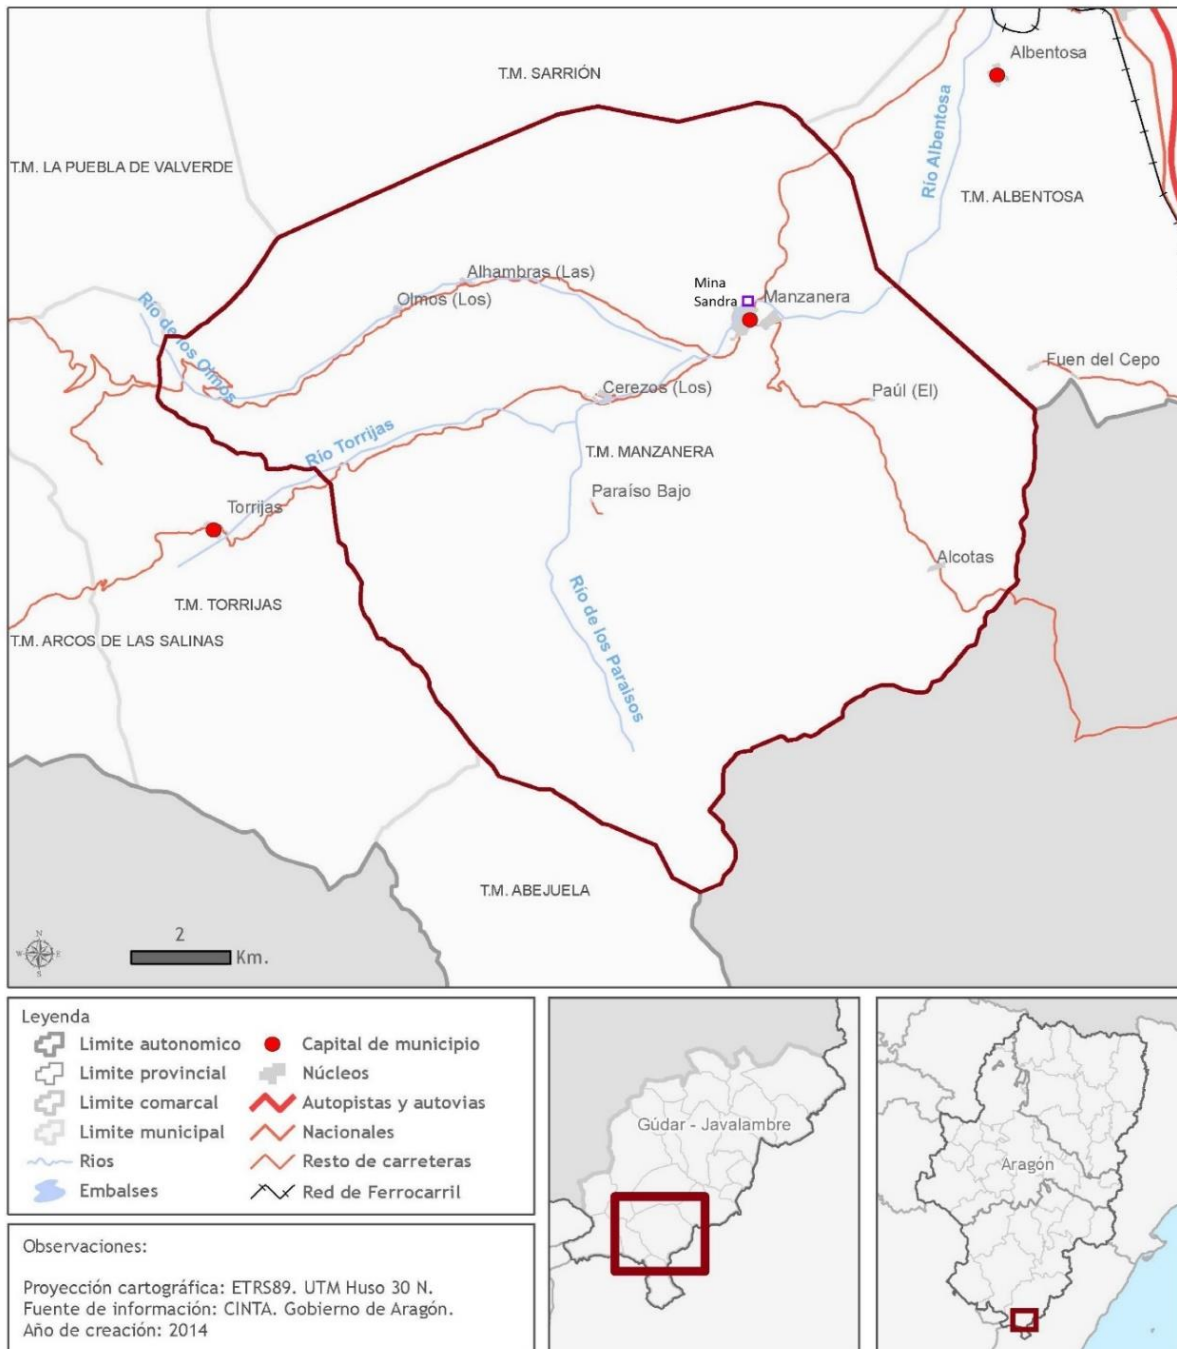 Albentosa
T.M. SARRIÓN
Río Albentosa
T.M. LA PUEBLA DE VALVERDE
T.M. ALBENTOSA
Alhambras (Las)
Mina
Sandra
Manzanera
Olmos (Los)
Río de los Olmos
Fuen del Cepo
Cerezos (Los)
Paúl (El)
Río Torrijas
T.M. MANZANERA
Paraíso Bajo
Torrijas
Alcotas
Río de los Paraisos
T.M. TORRIJAS
T.M. ARCOS DE LAS SALINAS
T.M. ABEJUELA
N
W E
S
2
Km.
Leyenda
Limite autonomico
Capital de municipio
Limite provincial
Núcleos
Limite comarcal
Autopistas y autovias
Limite municipal
Nacionales
Rios
Resto de carreteras
Embalses
Red de Ferrocarril
Observaciones:
Proyección cartográfica: ETRS89. UTM Huso 30 N.
Fuente de información: CINTA. Gobierno de Aragón.
Año de creación: 2014
Gúdar - Javalambre
Aragón